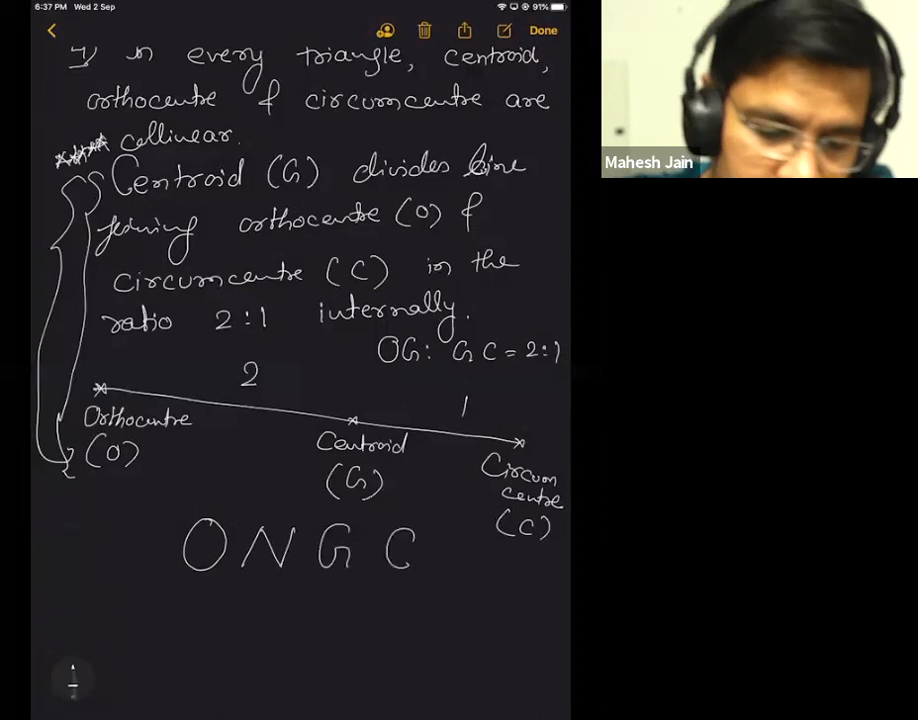 6:37 PM Wed 2 Sep
91%
Done
1) In every triangle, centroid,
orthocentre & circumcentre are
collinear.
Centroid (G) divides line
joining orthocentre (O) &
circumcentre (C) in the
ratio 2:1 internally.
OG: GC = 2:1
2
1
Orthocentre
(O)
Centroid
(G)
Circum
centre
(C)
O N G C
Mahesh Jain